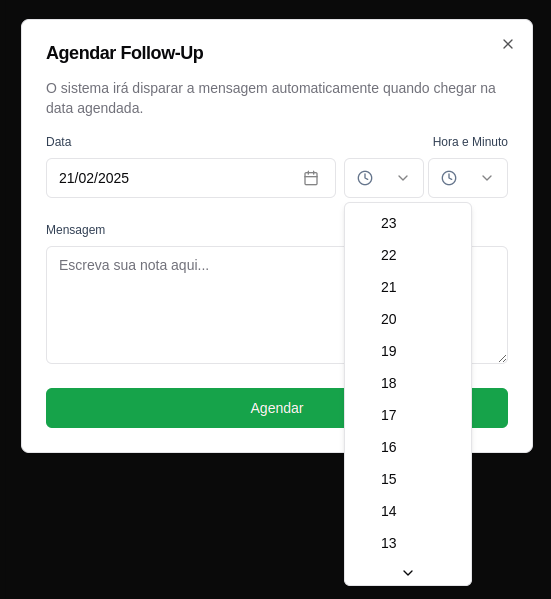 Agendar Follow-Up
O sistema irá disparar a mensagem automaticamente quando chegar na
data agendada.
Data
Hora e Minuto
21/02/2025
Mensagem
Escreva sua nota aqui...
Agendar
23
22
21
20
19
18
17
16
15
14
13